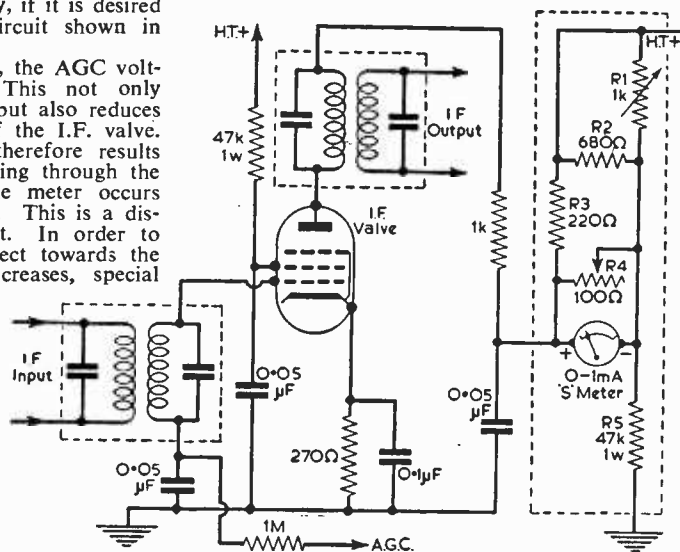 y, if it is desired
ircuit shown in
, the AGC volt-
This not only
but also reduces
f the I.F. valve.
therefore results
ing through the
e meter occurs
This is a dis-
t. In order to
ect towards the
creases, special
H.T.+
47k
1w
I F
Output
I.F.
Valve
1k
H.T.+
R1
1k
R2
680Ω
R3
220Ω
R4
100Ω
+
-
0-1mA
'S' Meter
R5
47k
1w
I F
Input
0·05
μF
0·05
μF
270Ω
0·1μF
0·05
μF
1M
A.G.C.